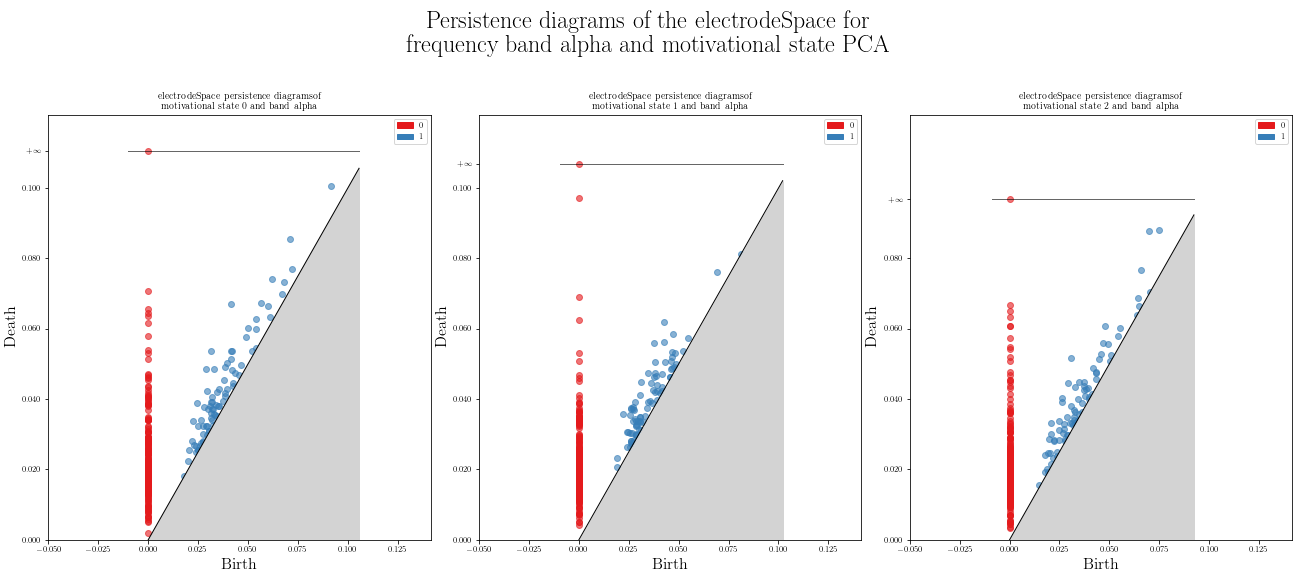 Persistence diagrams of the electrodeSpace for
frequency band alpha and motivational state PCA
electrodeSpace persistence diagramsof
motivational state 0 and band alpha
0
1
+∞
0.100
0.080
0.060
0.040
0.020
0.000
Death
−0.050 −0.025 0.000 0.025 0.050 0.075 0.100 0.125
Birth
electrodeSpace persistence diagramsof
motivational state 1 and band alpha
0
1
+∞
0.100
0.080
0.060
0.040
0.020
0.000
Death
−0.050 −0.025 0.000 0.025 0.050 0.075 0.100 0.125
Birth
electrodeSpace persistence diagramsof
motivational state 2 and band alpha
0
1
+∞
0.080
0.060
0.040
0.020
0.000
Death
−0.050 −0.025 0.000 0.025 0.050 0.075 0.100 0.125
Birth